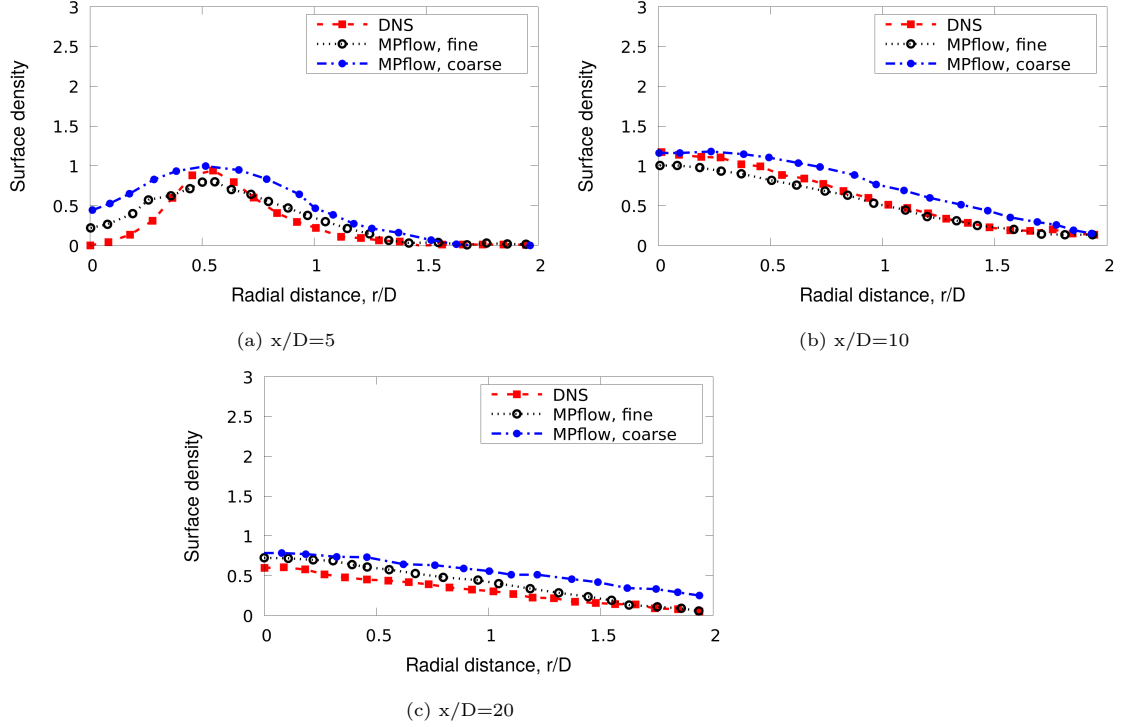 3
2.5
2
1.5
1
0.5
0
Surface density
DNS
MPflow, fine
MPflow, coarse
0
0.5
1
1.5
2
Radial distance, r/D
(a) x/D=5
3
2.5
2
1.5
1
0.5
0
Surface density
DNS
MPflow, fine
MPflow, coarse
0
0.5
1
1.5
2
Radial distance, r/D
(b) x/D=10
3
2.5
2
1.5
1
0.5
0
Surface density
DNS
MPflow, fine
MPflow, coarse
0
0.5
1
1.5
2
Radial distance, r/D
(c) x/D=20